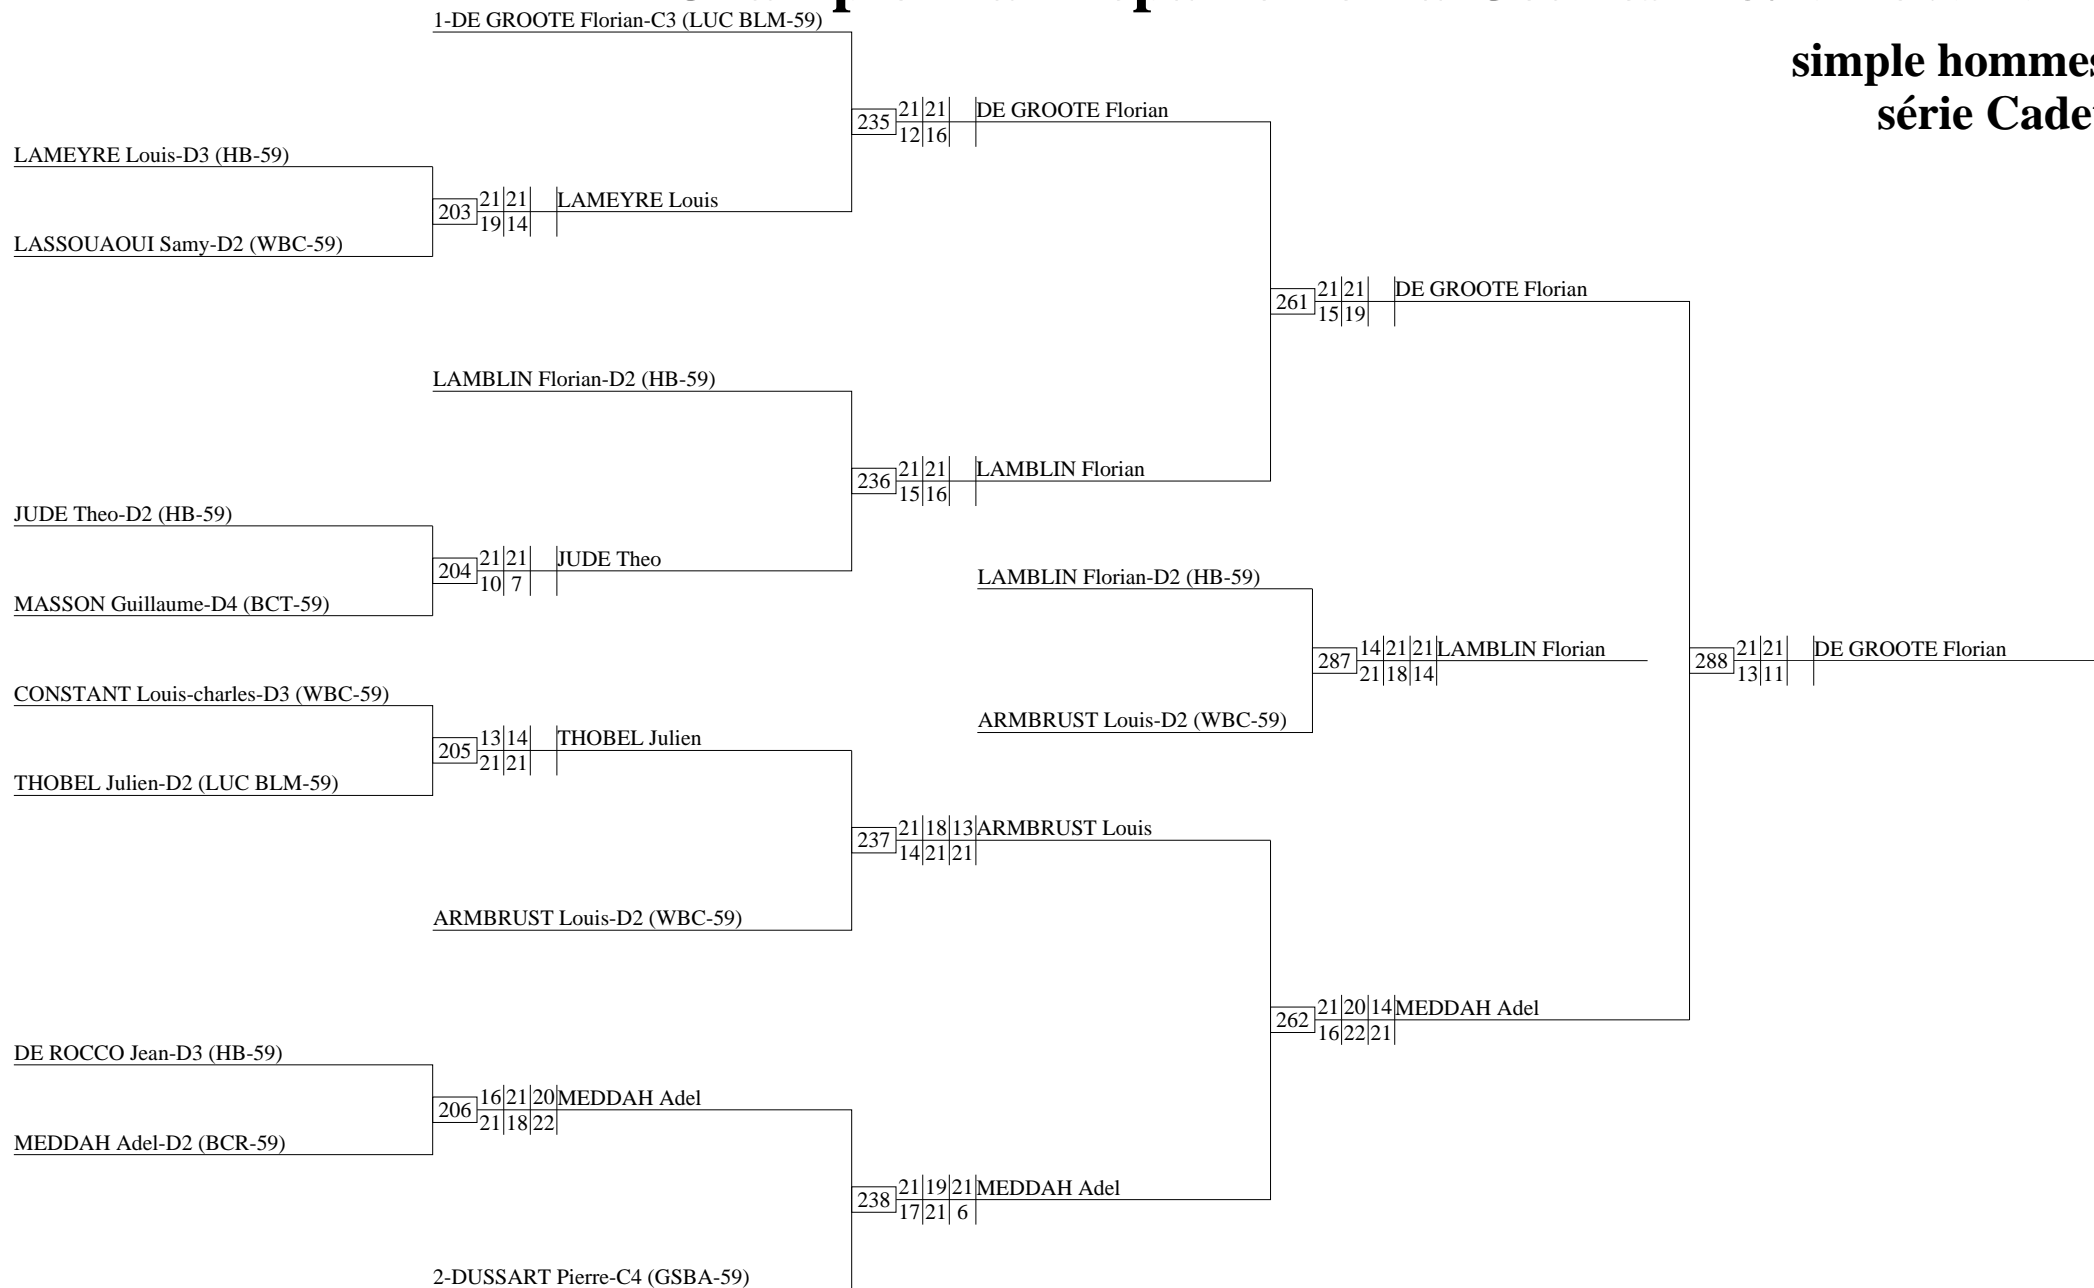 1-DE GROOTE Florian-C3 (LUC BLM-59)
simple hommes
série Cadet
235 21 21 DE GROOTE Florian
12 16
LAMEYRE Louis-D3 (HB-59)
203 21 21 LAMEYRE Louis
19 14
LASSOUAOUI Samy-D2 (WBC-59)
261 21 21 DE GROOTE Florian
15 19
LAMBLIN Florian-D2 (HB-59)
236 21 21 LAMBLIN Florian
15 16
JUDE Theo-D2 (HB-59)
204 21 21 JUDE Theo
10 7
MASSON Guillaume-D4 (BCT-59)
LAMBLIN Florian-D2 (HB-59)
287 14 21 21 LAMBLIN Florian
21 18 14
288 21 21 DE GROOTE Florian
13 11
CONSTANT Louis-charles-D3 (WBC-59)
ARMBRUST Louis-D2 (WBC-59)
205 13 14 THOBEL Julien
21 21
THOBEL Julien-D2 (LUC BLM-59)
237 21 18 13 ARMBRUST Louis
14 21 21
ARMBRUST Louis-D2 (WBC-59)
262 21 20 14 MEDDAH Adel
16 22 21
DE ROCCO Jean-D3 (HB-59)
206 16 21 20 MEDDAH Adel
21 18 22
MEDDAH Adel-D2 (BCR-59)
238 21 19 21 MEDDAH Adel
17 21 6
2-DUSSART Pierre-C4 (GSBA-59)